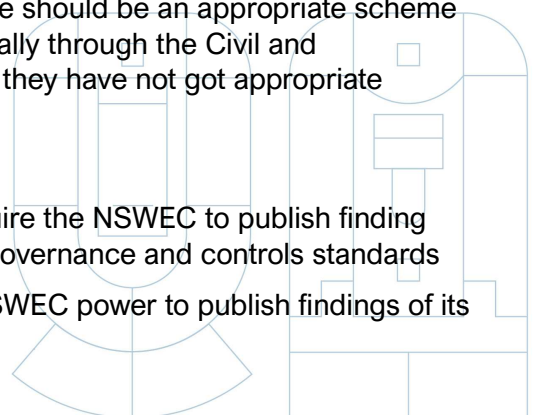 e should be an appropriate scheme
ally through the Civil and
they have not got appropriate
ire the NSWEC to publish finding
overnance and controls standards
SWEC power to publish findings of its